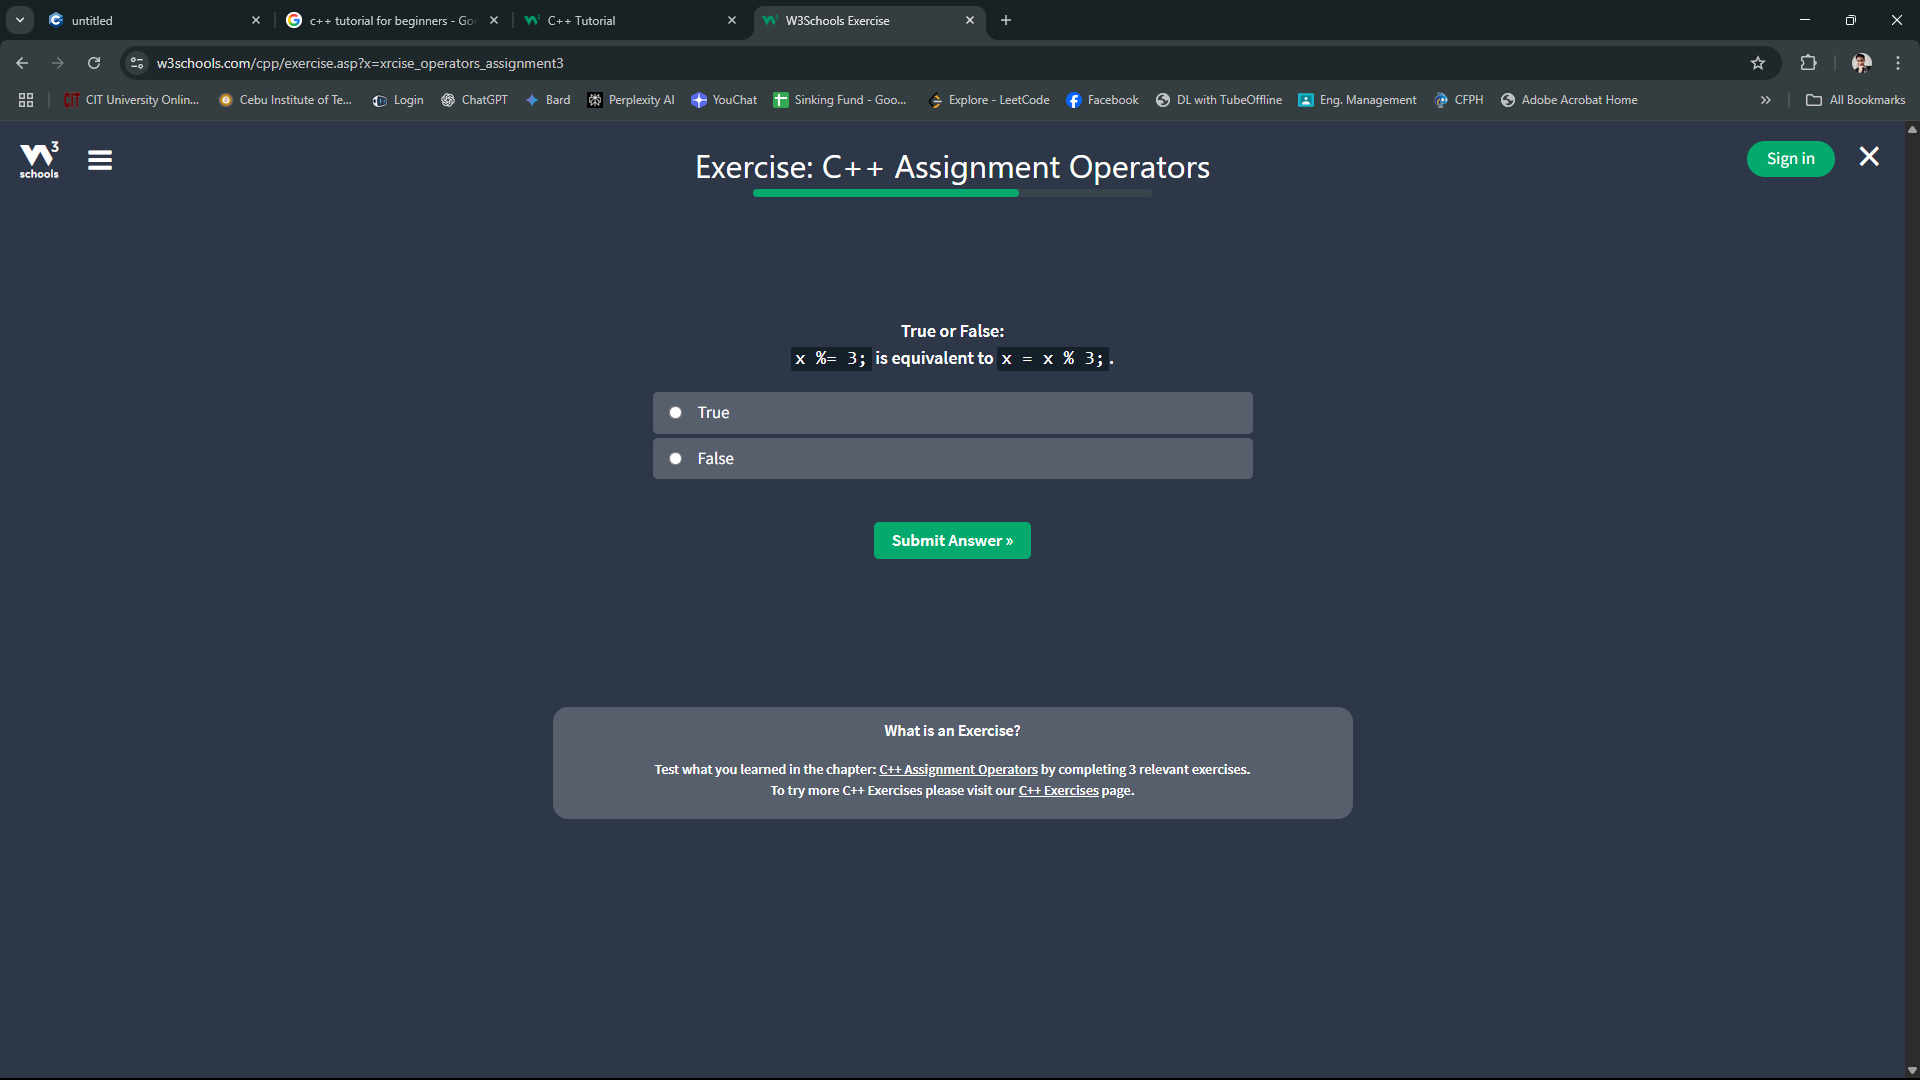 untitled
c++ tutorial for beginners - Go
C++ Tutorial
W3Schools Exercise
w3schools.com/cpp/exercise.asp?x=xrcise_operators_assignment3
CIT University Onlin...
Cebu Institute of Te...
Login
ChatGPT
Bard
Perplexity AI
YouChat
Sinking Fund - Goo...
Explore - LeetCode
Facebook
DL with TubeOffline
Eng. Management
CFPH
Adobe Acrobat Home
All Bookmarks
3
schools
Exercise: C++ Assignment Operators
Sign in
True or False:
x %= 3; is equivalent to x = x % 3;.
True
False
Submit Answer »
What is an Exercise?
Test what you learned in the chapter: C++ Assignment Operators by completing 3 relevant exercises.
To try more C++ Exercises please visit our C++ Exercises page.